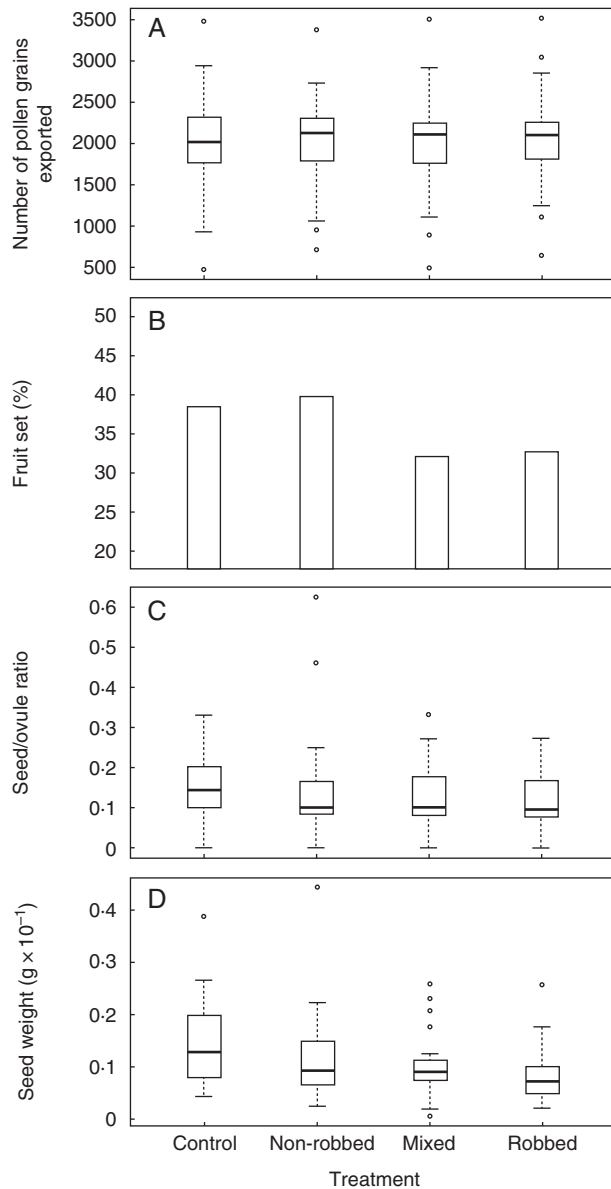 A
Number of pollen grains
exported
3500
3000
2500
2000
1500
1000
500
B
Fruit set (%)
50
45
40
35
30
25
20
C
Seed/ovule ratio
0·6
0·5
0·4
0·3
0·2
0·1
0
D
Seed weight (g × 10⁻¹)
0·4
0·3
0·2
0·1
0
Control Non-robbed Mixed Robbed
Treatment